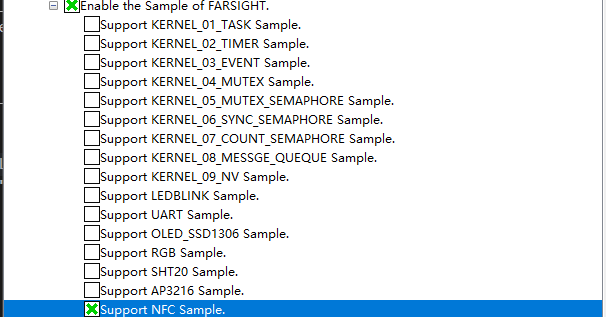 Enable the Sample of FARSIGHT.
Support KERNEL_01_TASK Sample.
Support KERNEL_02_TIMER Sample.
Support KERNEL_03_EVENT Sample.
Support KERNEL_04_MUTEX Sample.
Support KERNEL_05_MUTEX_SEMAPHORE Sample.
Support KERNEL_06_SYNC_SEMAPHORE Sample.
Support KERNEL_07_COUNT_SEMAPHORE Sample.
Support KERNEL_08_MESSGE_QUEQUE Sample.
Support KERNEL_09_NV Sample.
Support LEDBLINK Sample.
Support UART Sample.
Support OLED_SSD1306 Sample.
Support RGB Sample.
Support SHT20 Sample.
Support AP3216 Sample.
Support NFC Sample.